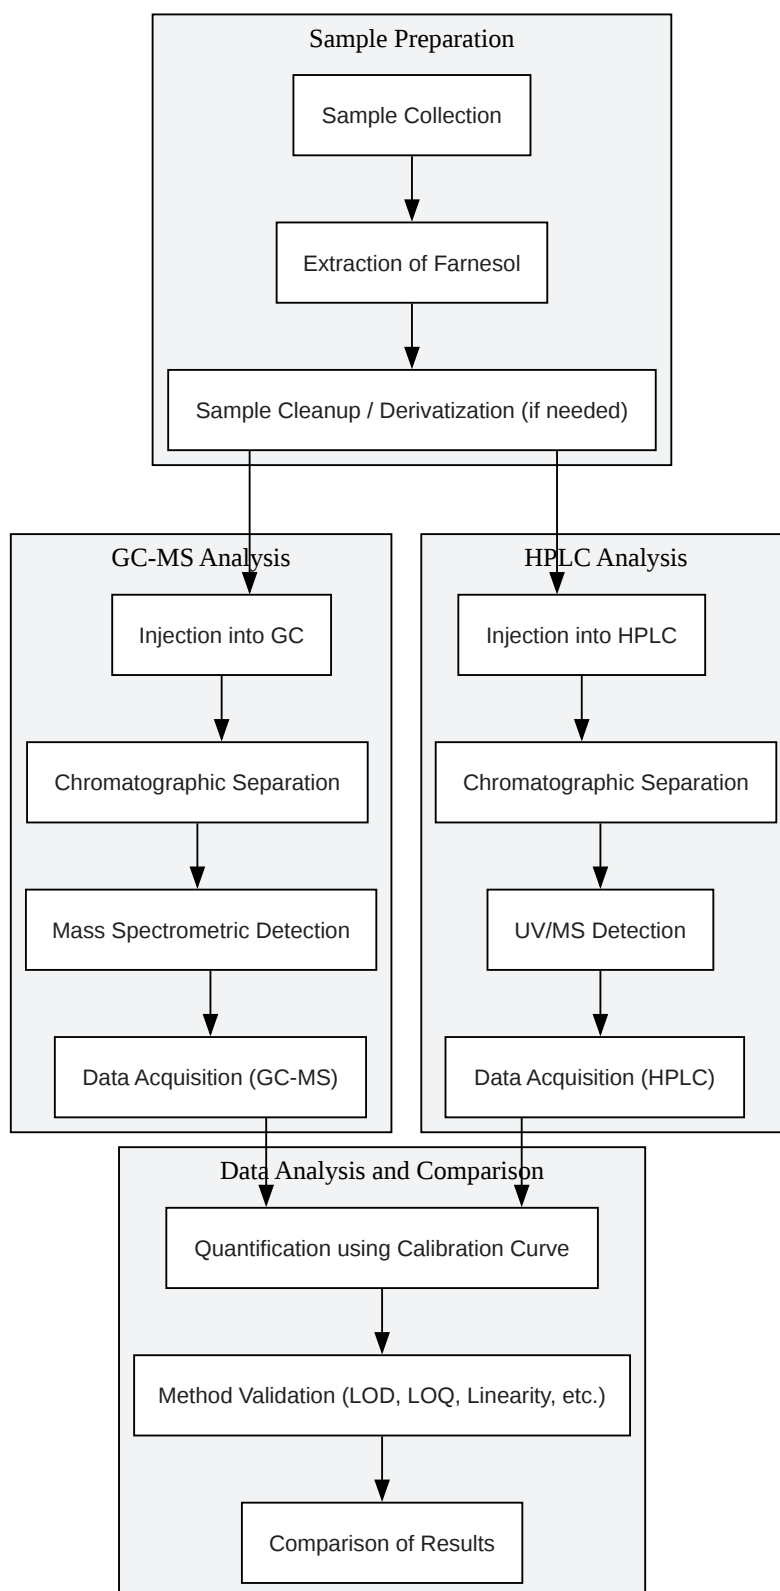 Sample Preparation
Sample Collection
Extraction of Farnesol
Sample Cleanup / Derivatization (if needed)
GC-MS Analysis
Injection into GC
Chromatographic Separation
Mass Spectrometric Detection
Data Acquisition (GC-MS)
HPLC Analysis
Injection into HPLC
Chromatographic Separation
UV/MS Detection
Data Acquisition (HPLC)
Data Analysis and Comparison
Quantification using Calibration Curve
Method Validation (LOD, LOQ, Linearity, etc.)
Comparison of Results